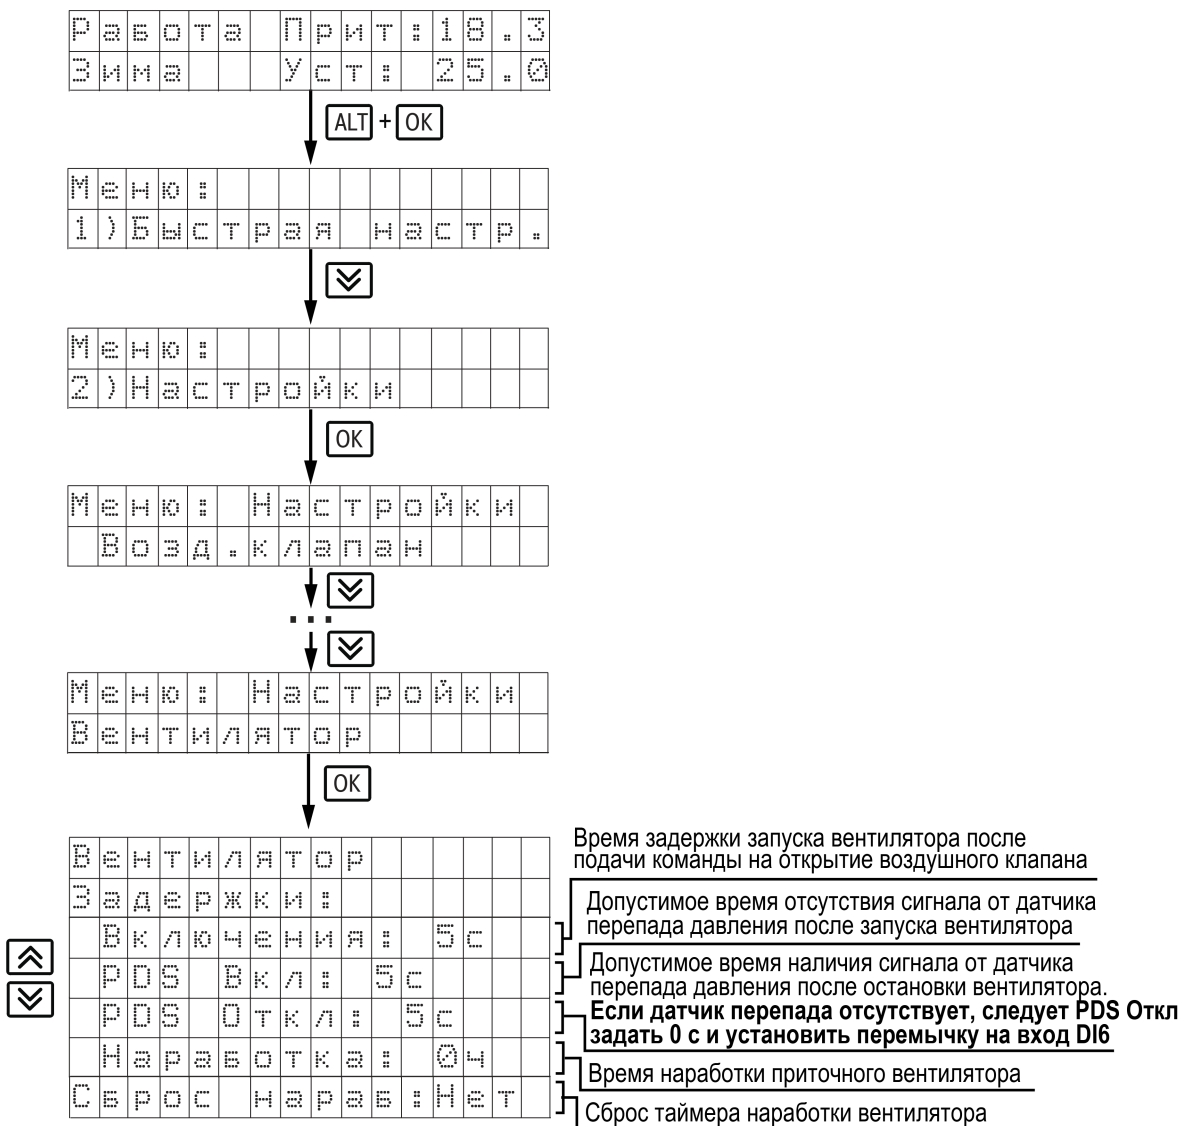 Работа Прит:18.3
Зима Уст: 25.0
ALT + OK
Меню:
1)Быстрая настр.
Меню:
2)Настройки
OK
Меню: Настройки
Возд.клапан
...
Меню: Настройки
Вентилятор
OK
Вентилятор
Задержки:
Включения: 5с
PDS Вкл: 5с
PDS Откл: 5с
Наработка: 0ч
Сброс нараб:Нет
Время задержки запуска вентилятора после
подачи команды на открытие воздушного клапана
Допустимое время отсутствия сигнала от датчика
перепада давления после запуска вентилятора
Допустимое время наличия сигнала от датчика
перепада давления после остановки вентилятора.
Если датчик перепада отсутствует, следует PDS Откл
задать 0 с и установить перемычку на вход DI6
Время наработки приточного вентилятора
Сброс таймера наработки вентилятора